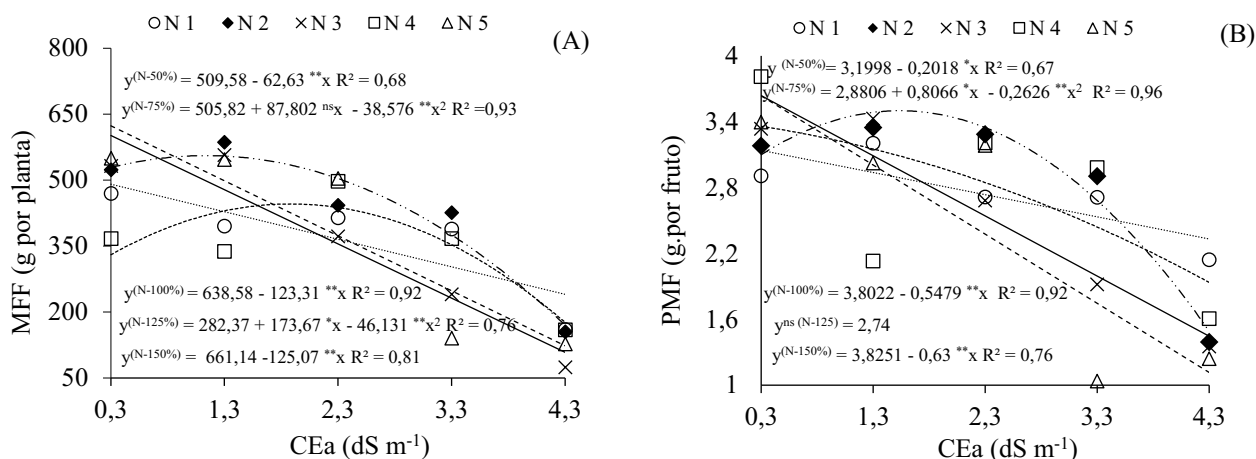 ○ N 1 ◆ N 2 × N 3 □ N 4 △ N 5
(A)
y(N-50%) = 509,58 - 62,63 **x R² = 0,68
y(N-75%) = 505,82 + 87,802 nsx - 38,576 **x² R² =0,93
y(N-100%) = 638,58 - 123,31 **x R² = 0,92
y(N-125%) = 282,37 + 173,67 *x - 46,131 **x² R² = 0,76
y(N-150%) = 661,14 -125,07 **x R² = 0,81
MFF (g por planta)
800
650
500
350
200
50
0,3 1,3 2,3 3,3 4,3
CEa (dS m-1)
○ N 1 ◆ N 2 × N 3 □ N 4 △ N 5
(B)
y (N-50%) = 3,1998 - 0,2018 *x R² = 0,67
y(N-75%) = 2,8806 + 0,8066 *x - 0,2626 **x² R² = 0,96
y(N-100%) = 3,8022 - 0,5479 **x R² = 0,92
yns (N-125) = 2,74
y(N-150%) = 3,8251 - 0,63 **x R² = 0,76
PMF (g.por fruto)
4
3,4
2,8
2,2
1,6
1
0,3 1,3 2,3 3,3 4,3
CEa (dS m-1)